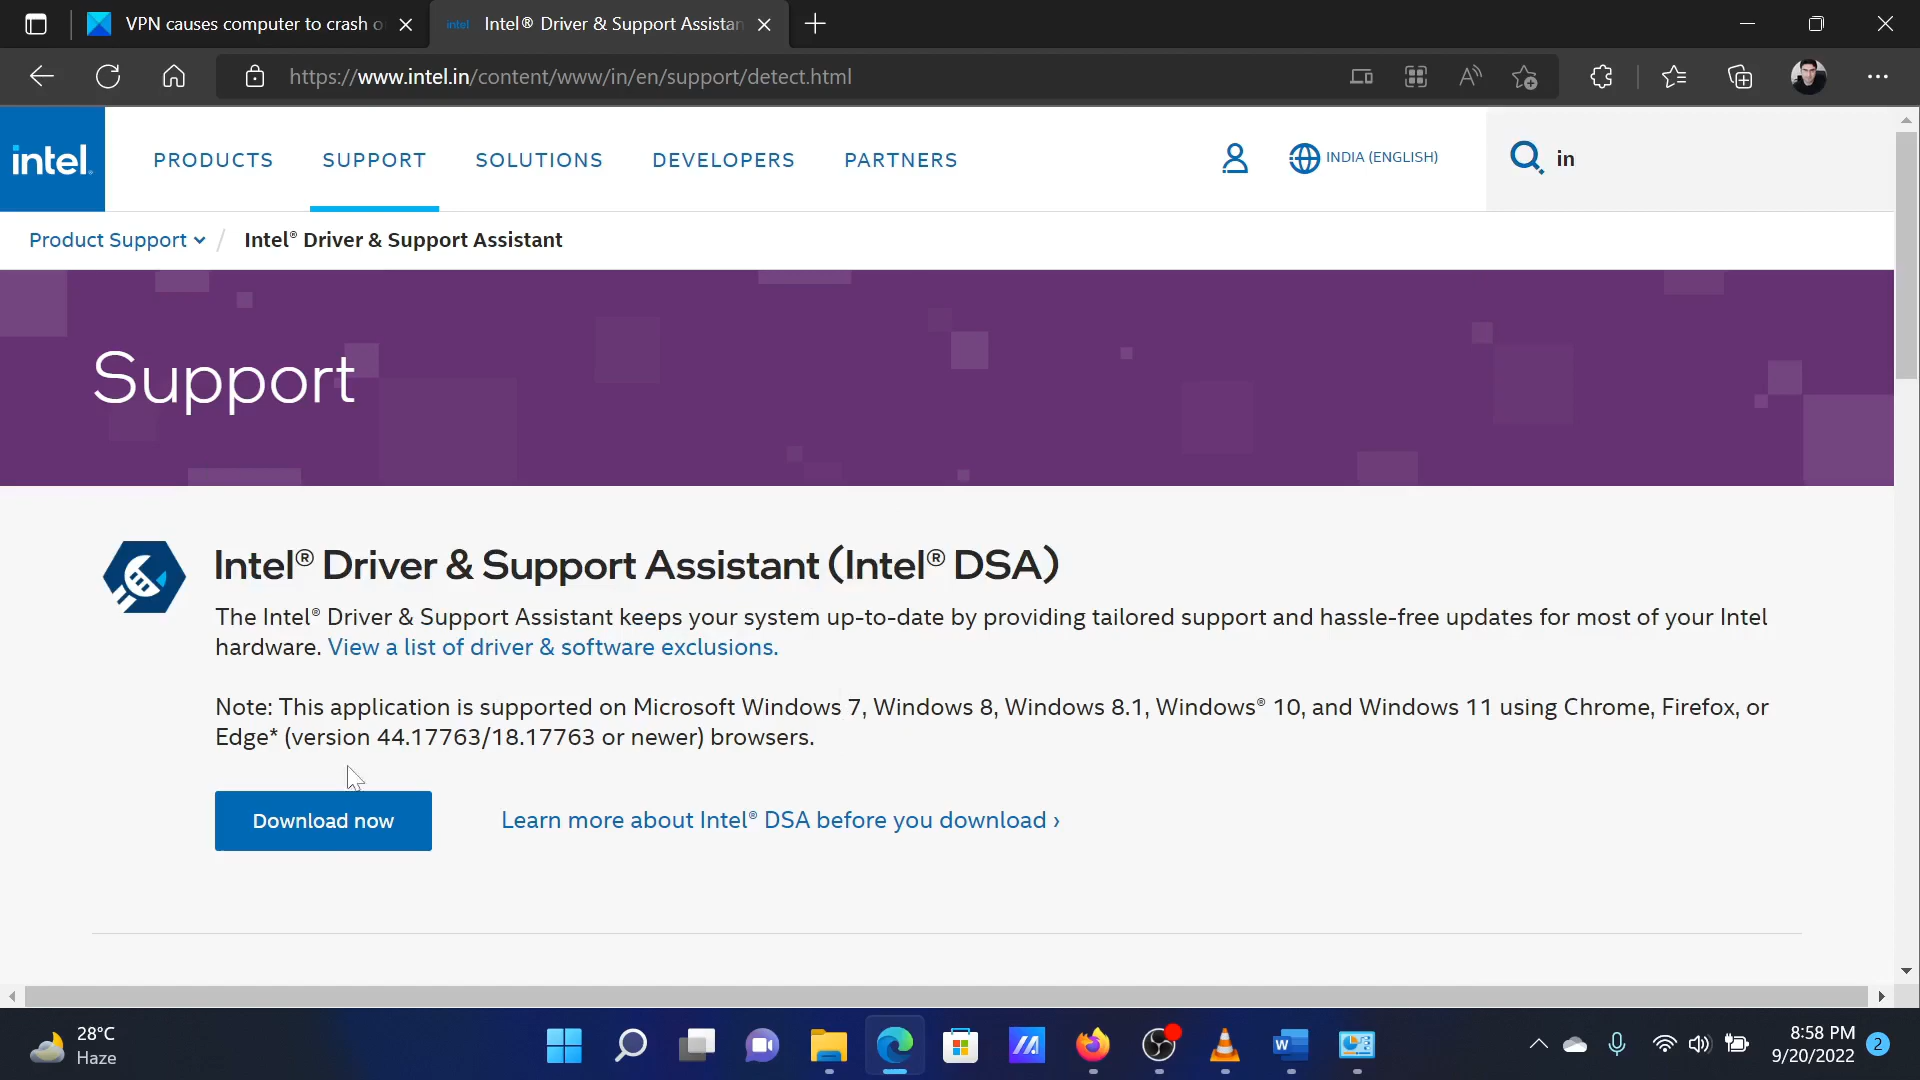 VPN causes computer to crash o
intel Intel® Driver & Support Assistan
https://www.intel.in/content/www/in/en/support/detect.html
intel.
PRODUCTS SUPPORT SOLUTIONS DEVELOPERS PARTNERS
INDIA (ENGLISH)
in
Product Support / Intel® Driver & Support Assistant
Support
Intel® Driver & Support Assistant (Intel® DSA)
The Intel® Driver & Support Assistant keeps your system up-to-date by providing tailored support and hassle-free updates for most of your Intel
hardware. View a list of driver & software exclusions.
Note: This application is supported on Microsoft Windows 7, Windows 8, Windows 8.1, Windows® 10, and Windows 11 using Chrome, Firefox, or
Edge* (version 44.17763/18.17763 or newer) browsers.
Download now
Learn more about Intel® DSA before you download ›
28°C
Haze
W
8:58 PM
9/20/2022
2